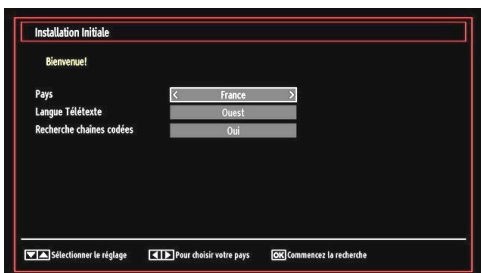 Installation Initiale
Bienvenue!
Pays < France >
Langue Télétexte Ouest
Recherche chaînes codées Oui
Sélectionner le réglage Pour choisir votre pays OK Commencez la recherche